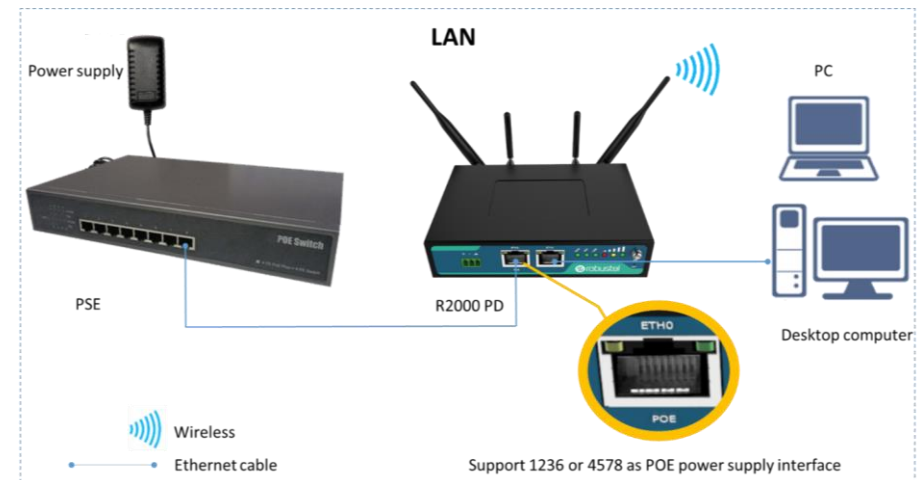 LAN
Power supply
PC
POE Switch
robustel
PSE
R2000 PD
ETH0
Desktop computer
POE
Wireless
Ethernet cable
Support 1236 or 4578 as POE power supply interface